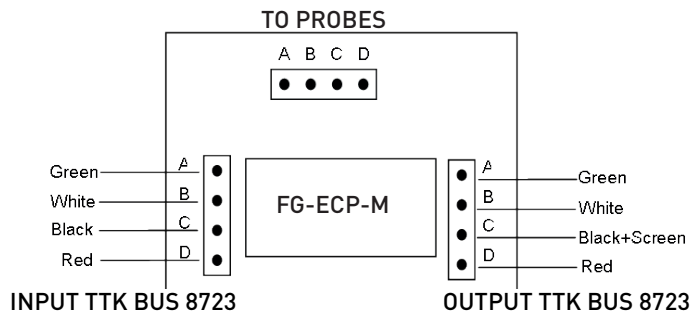 TO PROBES
A B C D
Green A
White B
Black C
Red D
FG-ECP-M
A Green
B White
C Black+Screen
D Red
INPUT TTK BUS 8723
OUTPUT TTK BUS 8723